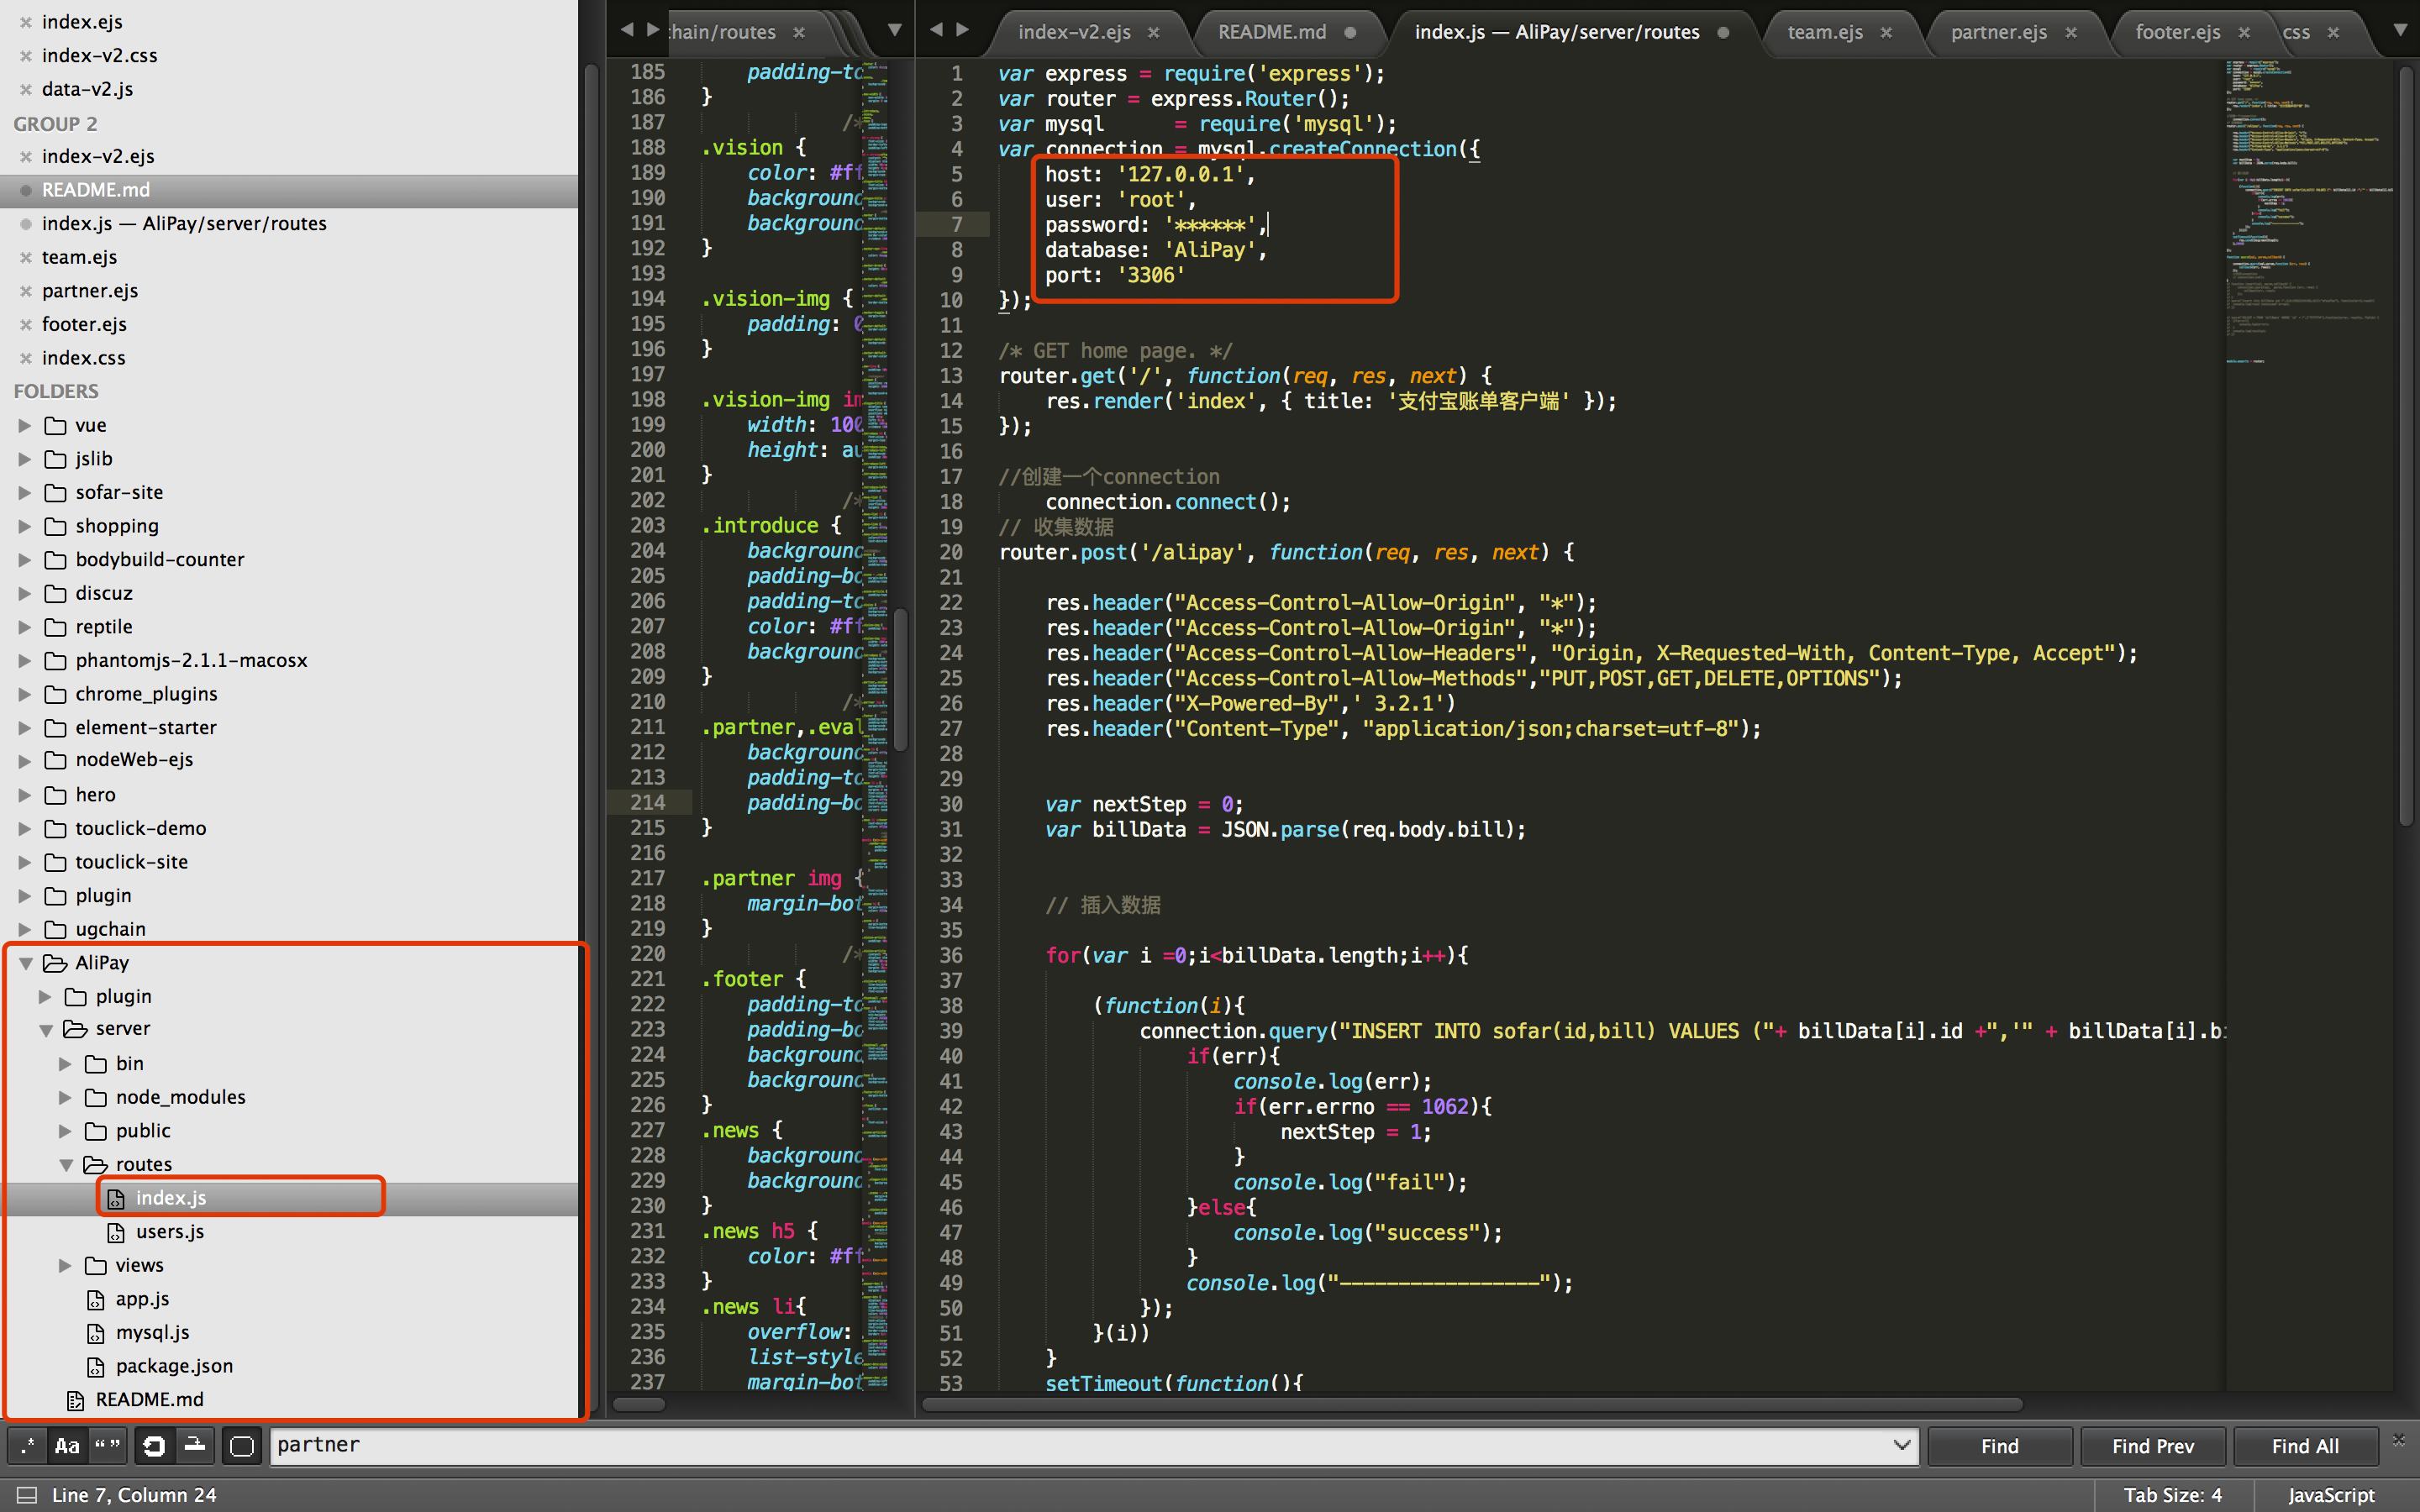 index.ejs
index-v2.css
data-v2.js
GROUP 2
index-v2.ejs
README.md
index.js — AliPay/server/routes
team.ejs
partner.ejs
footer.ejs
index.css
FOLDERS
vue
jslib
sofar-site
shopping
bodybuild-counter
discuz
reptile
phantomjs-2.1.1-macosx
chrome_plugins
element-starter
nodeWeb-ejs
hero
touclick-demo
touclick-site
plugin
ugchain
AliPay
plugin
server
bin
node_modules
public
routes
index.js
users.js
views
app.js
mysql.js
package.json
README.md
hain/routes
185 padding-to
186 }
187 /*
188 .vision {
189 color: #ff
190 background
191 background
192 }
193
194 .vision-img {
195 padding: 0
196 }
197
198 .vision-img im
199 width: 100
200 height: au
201 }
202 /*
203 .introduce {
204 background
205 padding-bo
206 padding-to
207 color: #ff
208 background
209 }
210 /*
211 .partner,.eval
212 background
213 padding-to
214 padding-bo
215 }
216
217 .partner img {
218 margin-bot
219 }
220 /*
221 .footer {
222 padding-to
223 padding-bo
224 background
225 background
226 }
227 .news {
228 background
229 background
230 }
231 .news h5 {
232 color: #ff
233 }
234 .news li{
235 overflow:
236 list-style
237 margin-bot
index-v2.ejs README.md index.js — AliPay/server/routes team.ejs partner.ejs footer.ejs css
1 var express = require('express');
2 var router = express.Router();
3 var mysql      = require('mysql');
4 var connection = mysql.createConnection({
5 host: '127.0.0.1',
6 user: 'root',
7 password: '******',
8 database: 'AliPay',
9 port: '3306'
10 });
11
12 /* GET home page. */
13 router.get('/', function(req, res, next) {
14 res.render('index', { title: '支付宝账单客户端' });
15 });
16
17 //创建一个connection
18 connection.connect();
19 // 收集数据
20 router.post('/alipay', function(req, res, next) {
21
22 res.header("Access-Control-Allow-Origin", "*");
23 res.header("Access-Control-Allow-Origin", "*");
24 res.header("Access-Control-Allow-Headers", "Origin, X-Requested-With, Content-Type, Accept");
25 res.header("Access-Control-Allow-Methods","PUT,POST,GET,DELETE,OPTIONS");
26 res.header("X-Powered-By",' 3.2.1')
27 res.header("Content-Type", "application/json;charset=utf-8");
28
29
30 var nextStep = 0;
31 var billData = JSON.parse(req.body.bill);
32
33
34 // 插入数据
35
36 for(var i =0;i<billData.length;i++){
37
38 (function(i){
39 connection.query("INSERT INTO sofar(id,bill) VALUES ("+ billData[i].id +",'" + billData[i].b
40 if(err){
41 console.log(err);
42 if(err.errno == 1062){
43 nextStep = 1;
44 }
45 console.log("fail");
46 }else{
47 console.log("success");
48 }
49 console.log("-----------------");
50 });
51 }(i))
52 }
53 setTimeout(function(){
.* Aa “ ” partner Find Find Prev Find All
Line 7, Column 24 Tab Size: 4 JavaScript